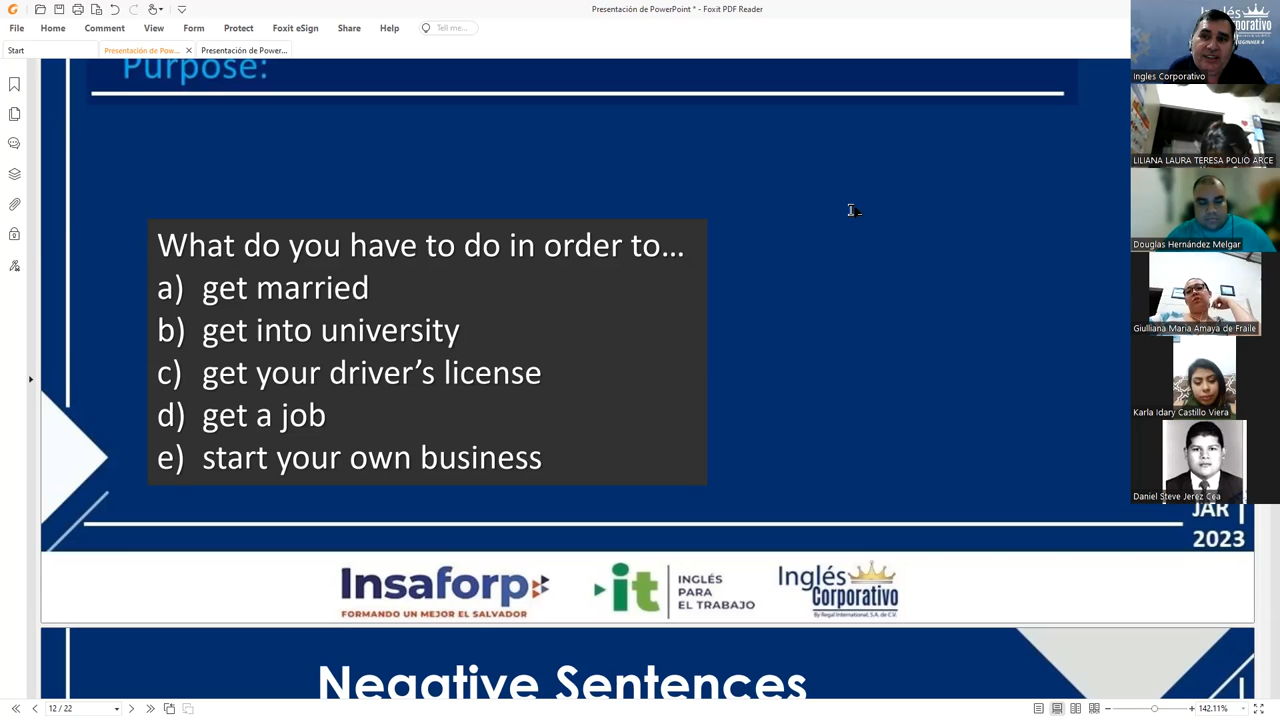 Presentación de PowerPoint * - Foxit PDF Reader
File Home Comment View Form Protect Foxit eSign Share Help Tell me...
Start Presentación de Pow... Presentación de Power...
Purpose:
What do you have to do in order to...
a) get married
b) get into university
c) get your driver's license
d) get a job
e) start your own business
JAR
2023
Insaforp
FORMANDO UN MEJOR EL SALVADOR
it
INGLÉS
PARA
EL TRABAJO
Inglés
Corporativo
By Regal International, S.A. de C.V.
Negative Sentences
12 / 22
142.11%
Inglés
Corporativo
BEGINNER 4
Ingles Corporativo
LILIANA LAURA TERESA POLIO ARCE
Douglas Hernández Melgar
Giulliana Maria Amaya de Fraile
Karla Idary Castillo Viera
Daniel Steve Jerez Cea